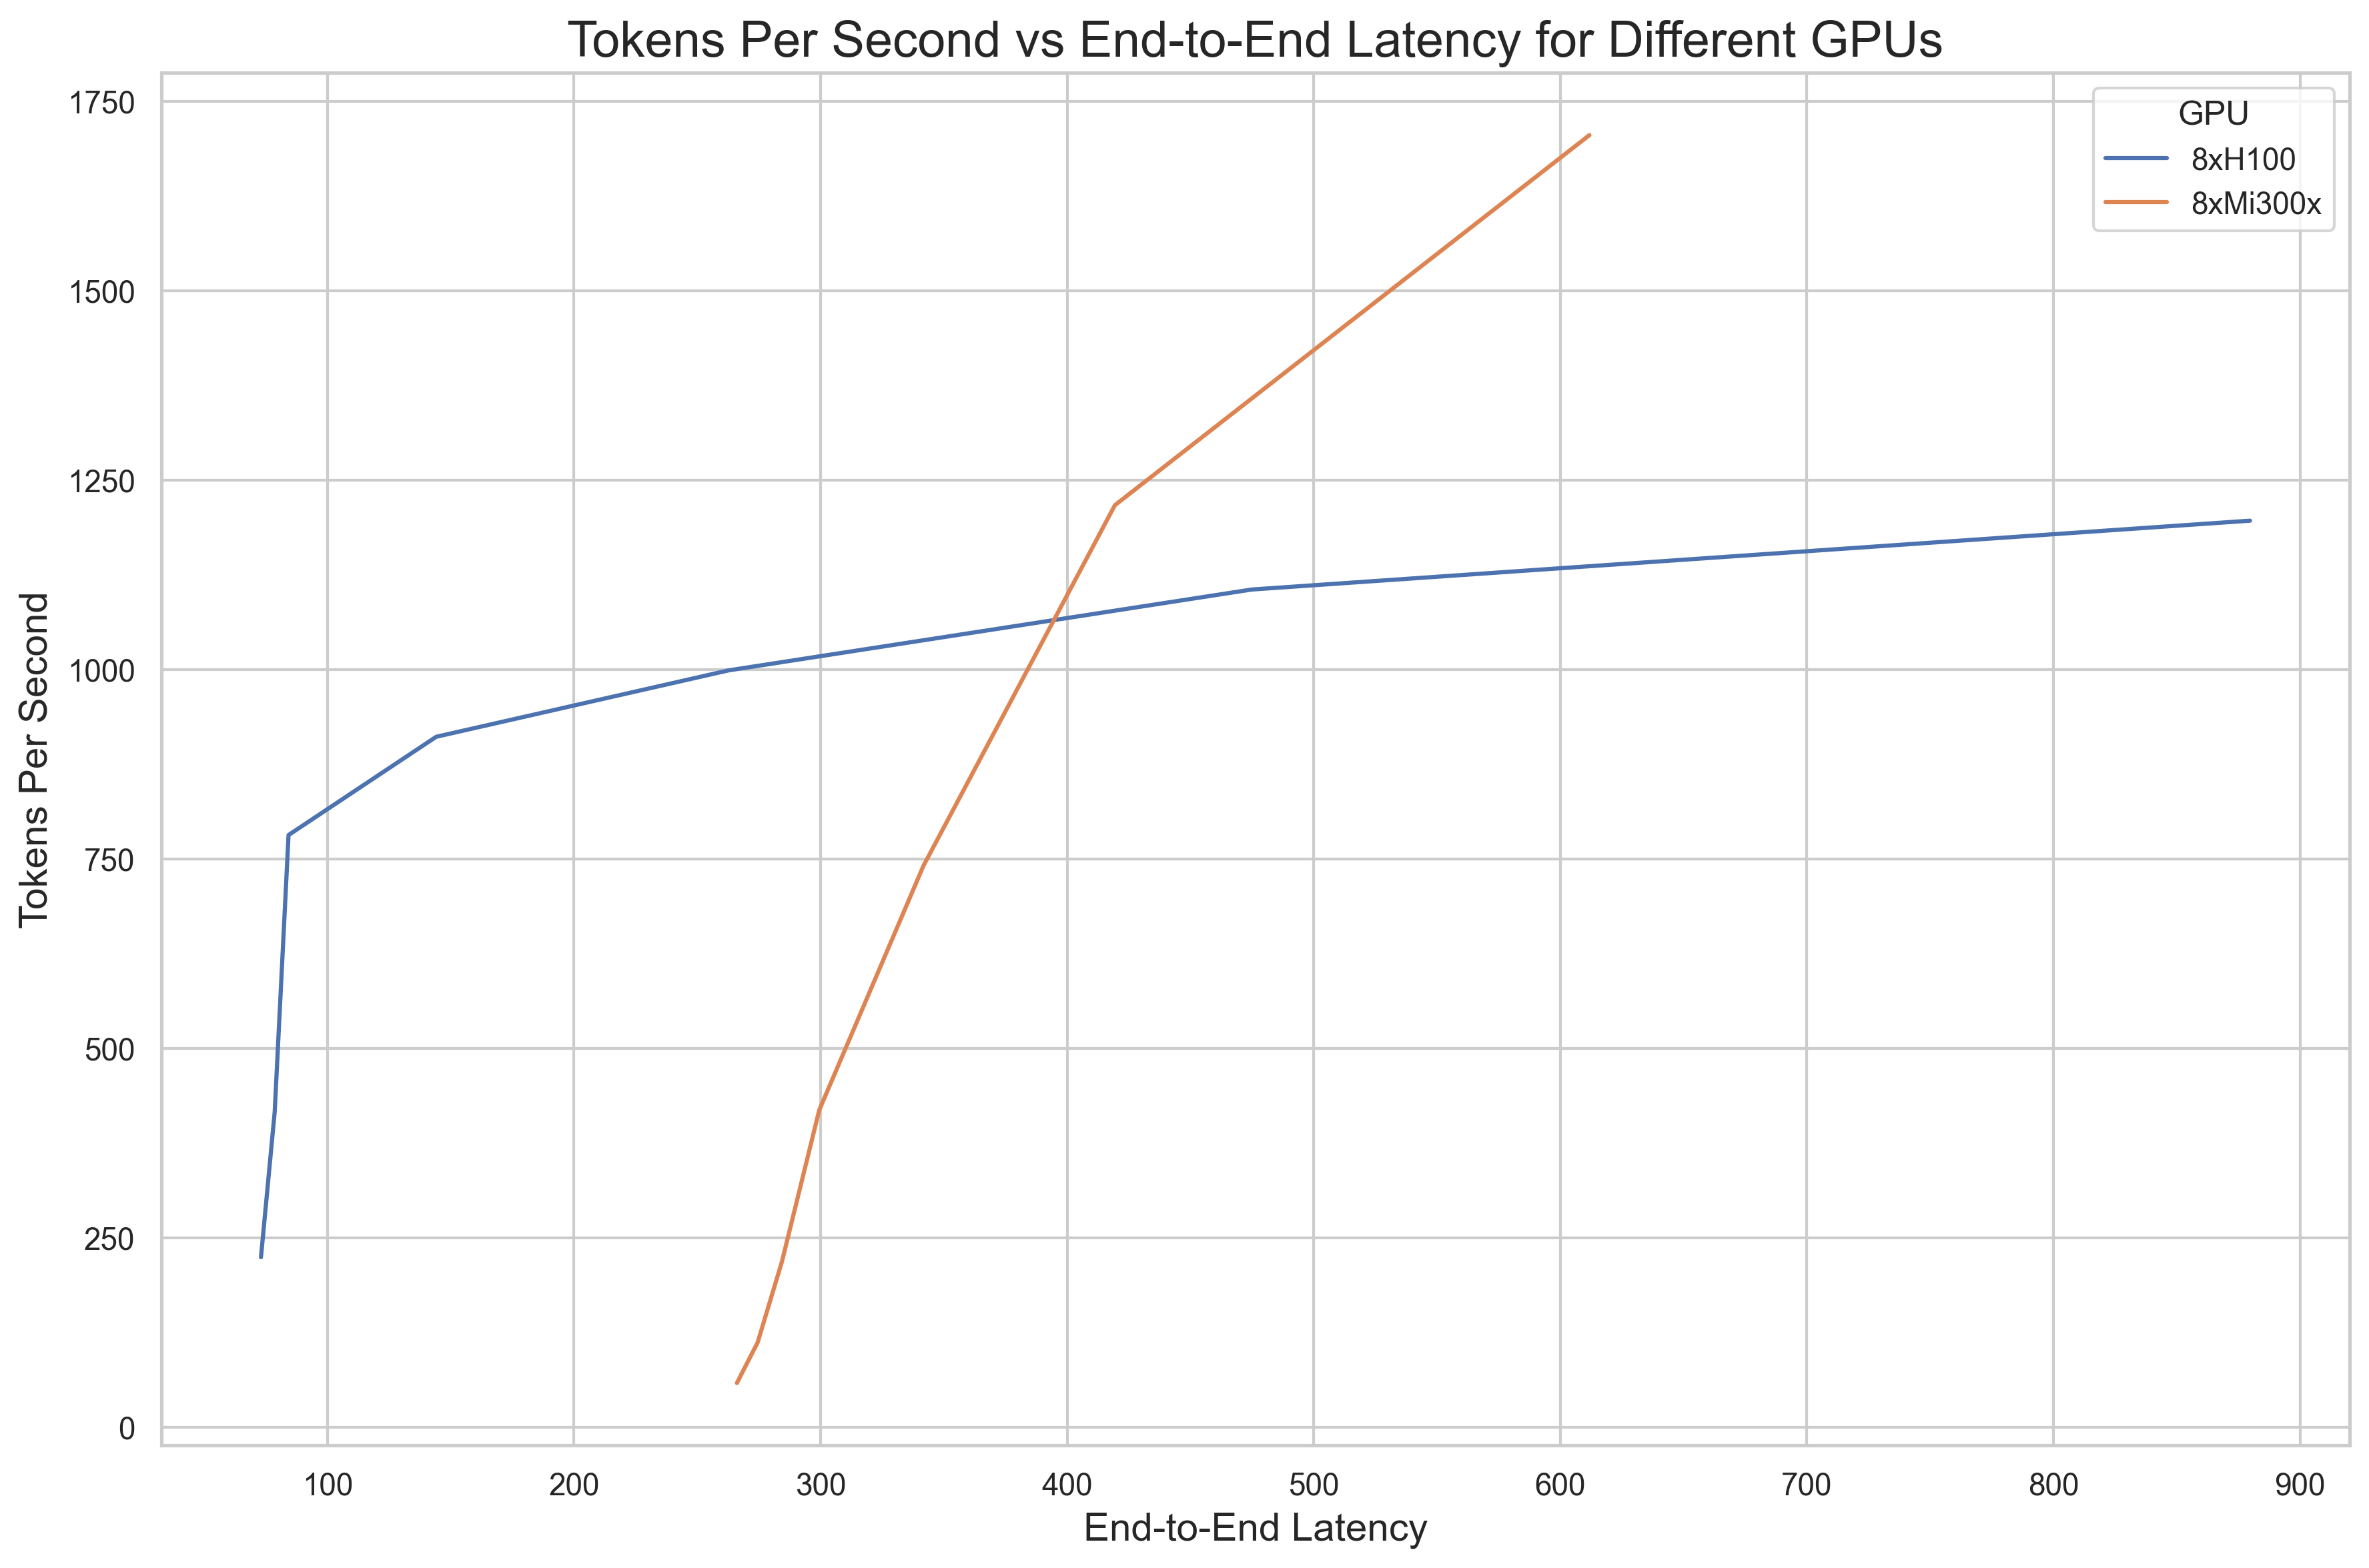 Tokens Per Second vs End-to-End Latency for Different GPUs
GPU
8xH100
8xMi300x
Tokens Per Second
1750
1500
1250
1000
750
500
250
0
100 200 300 400 500 600 700 800 900
End-to-End Latency